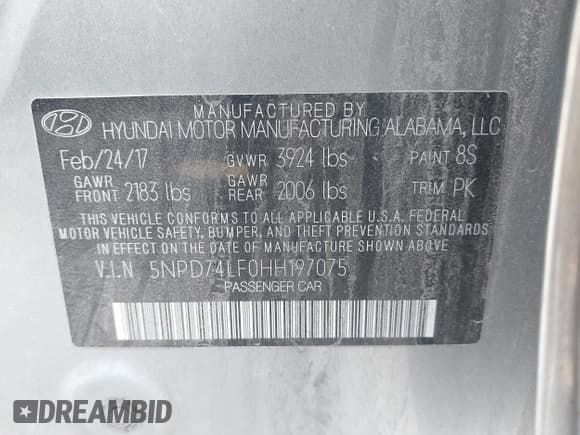 MANUFACTURED BY
HYUNDAI MOTOR MANUFACTURING ALABAMA, LLC
Feb/24/17 GVWR 3924 lbs PAINT 8S
GAWR FRONT 2183 lbs GAWR REAR 2006 lbs TRIM PK
THIS VEHICLE CONFORMS TO ALL APPLICABLE U.S.A. FEDERAL
MOTOR VEHICLE SAFETY, BUMPER, AND THEFT PREVENTION STANDARDS
IN EFFECT ON THE DATE OF MANUFACTURE SHOWN ABOVE.
V.I.N 5NPD74LF0HH197075
PASSENGER CAR
DREAMBID